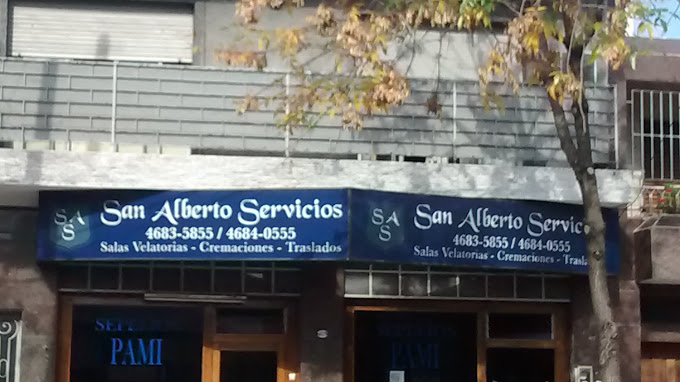 SAS
San Alberto Servicios
4683-5855 / 4684-0555
Salas Velatorias - Cremaciones - Traslados
SAS
San Alberto Servic
4683-5855 / 4684-0555
Salas Velatorias - Cremaciones - Trasla
PAMI
PAMI